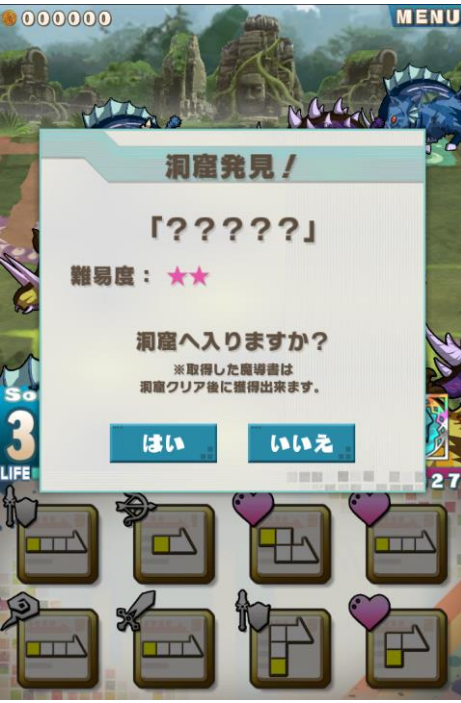 000000
MENU
洞窟発見！
「？？？？？」
難易度：★★
洞窟へ入りますか？
※取得した魔導書は
洞窟クリア後に獲得出来ます。
はい
いいえ
So
3
LIFE
27